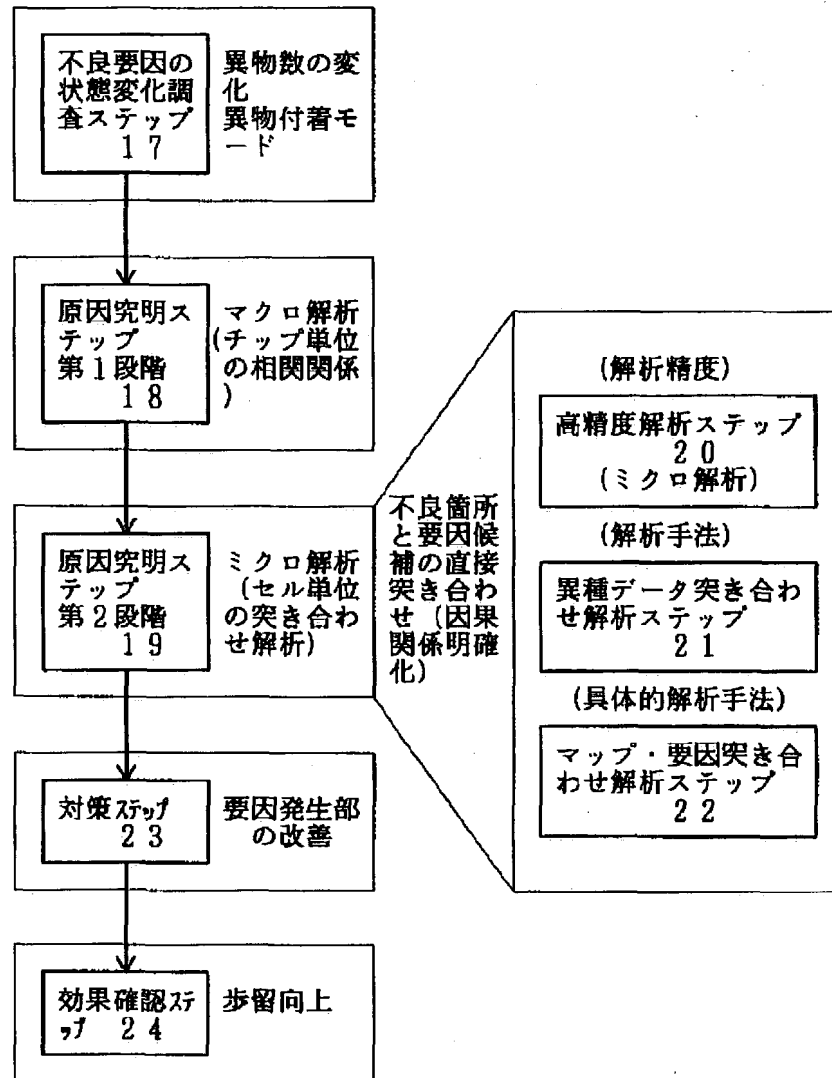 不良要因の
状態変化調
査ステップ
17
異物数の変
化
異物付着モ
ード
原因究明ス
テップ
第1段階
18
マクロ解析
(チップ単位
の相関関係
)
原因究明ス
テップ
第2段階
19
ミクロ解析
(セル単位
の突き合わ
せ解析)
不良箇所
と要因候
補の直接
突き合わ
せ(因果
関係明確
化)
(解析精度)
高精度解析ステップ
20
(ミクロ解析)
(解析手法)
異種データ突き合わ
せ解析ステップ
21
(具体的解析手法)
マップ・要因突き合
わせ解析ステップ
22
対策ステップ
23
要因発生部
の改善
効果確認ステ
ップ 24
歩留向上